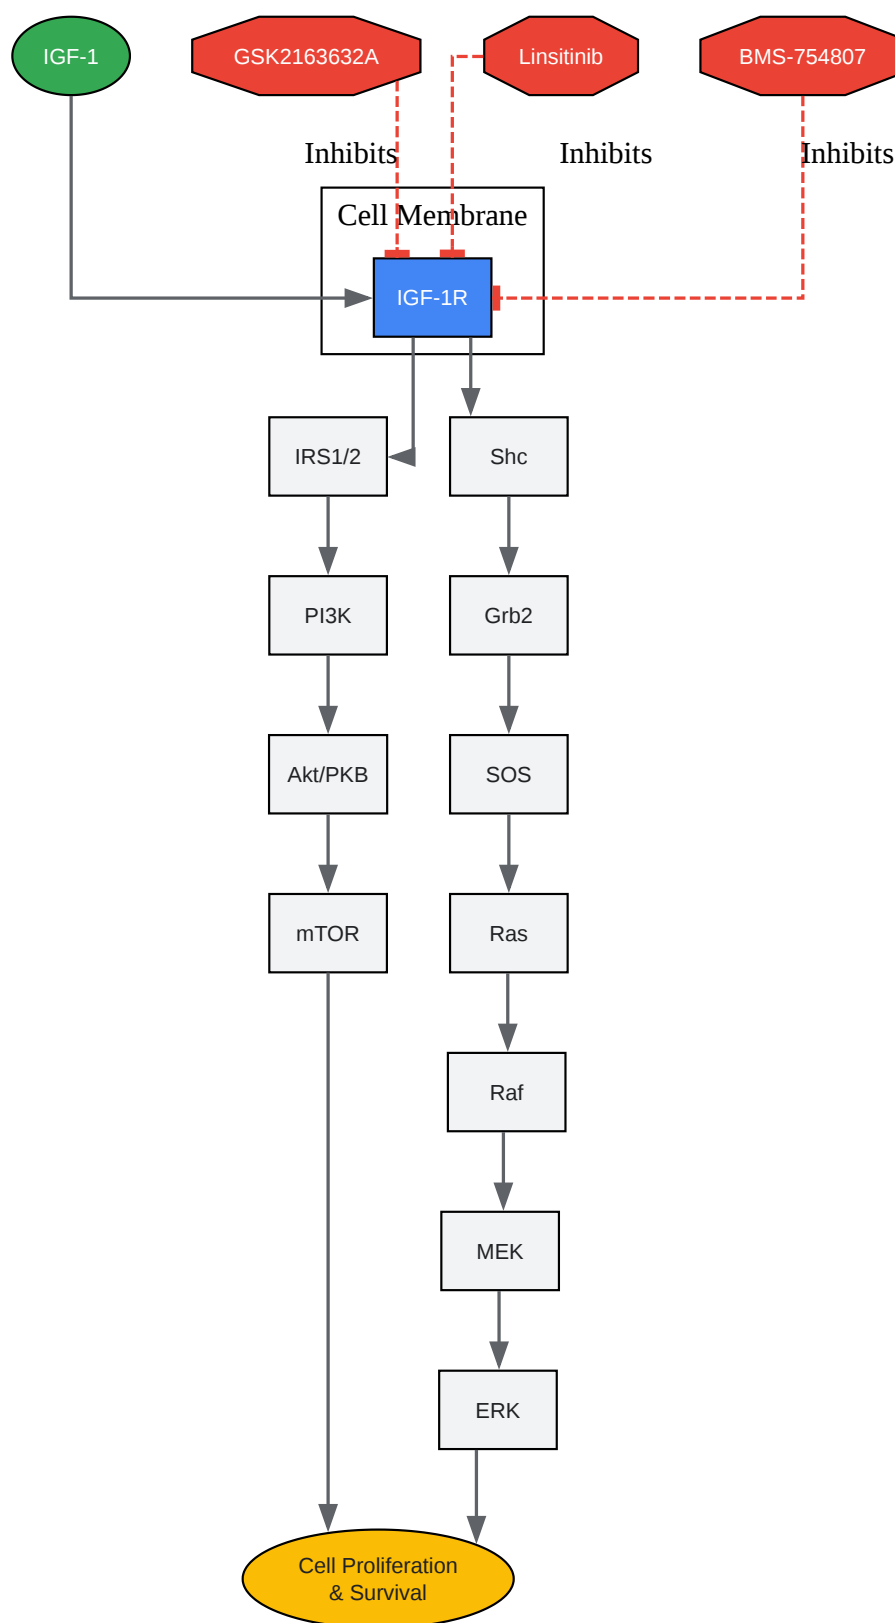 IGF-1
GSK2163632A
Linsitinib
BMS-754807
Inhibits
Inhibits
Inhibits
Cell Membrane
IGF-1R
IRS1/2
Shc
PI3K
Grb2
Akt/PKB
SOS
mTOR
Ras
Raf
MEK
ERK
Cell Proliferation
& Survival